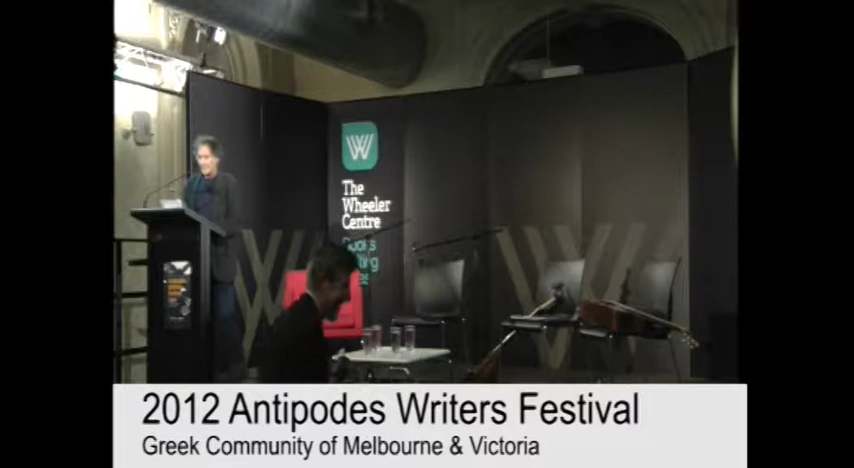 The
Wheeler
Centre
2012 Antipodes Writers Festival
Greek Community of Melbourne & Victoria